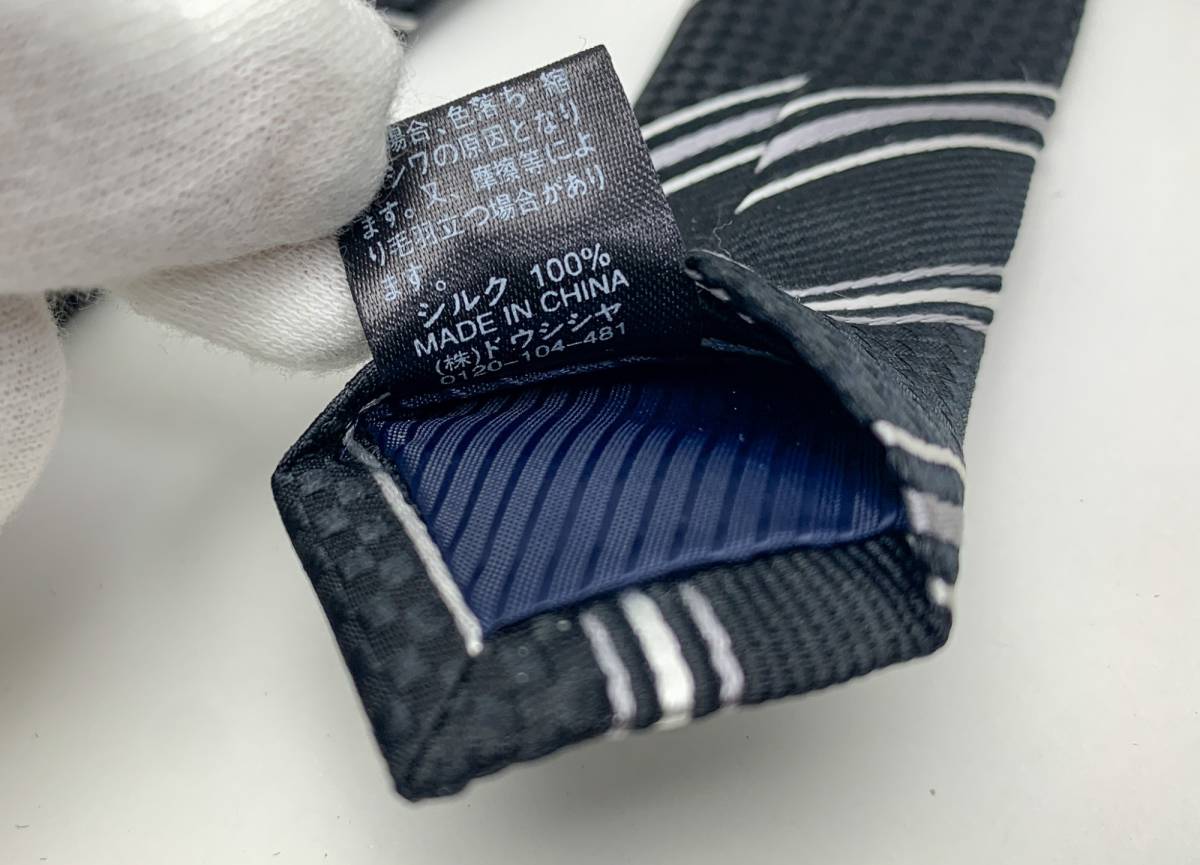 場合、色落ち、縮
シワの原因となり
ます。又、摩擦等によ
り毛羽立つ場合があり
ます。
シルク 100%
MADE IN CHINA
(株)ドウシシヤ
0120-104-481